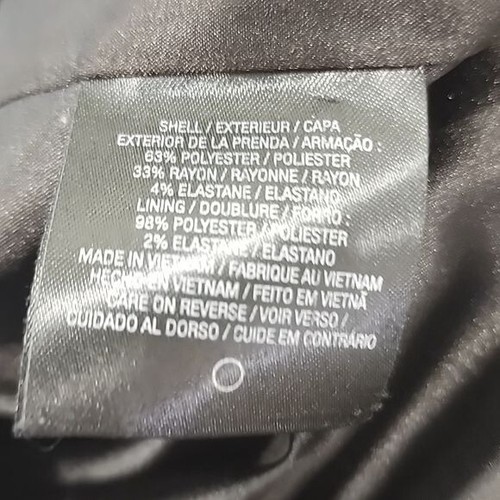 SHELL / EXTERIEUR / CAPA
EXTERIOR DE LA PRENDA / ARMAÇÃO :
63% POLYESTER / POLIESTER
33% RAYON / RAYONNE / RAYON
4% ELASTANE / ELASTANO
LINING / DOUBLURE / FORRO :
98% POLYESTER / POLIESTER
2% ELASTANE / ELASTANO
MADE IN VIETNAM / FABRIQUE AU VIETNAM
HECHO EN VIETNAM / FEITO EM VIETNÃ
CARE ON REVERSE / VOIR VERSO /
CUIDADO AL DORSO / CUIDE EM CONTRÁRIO